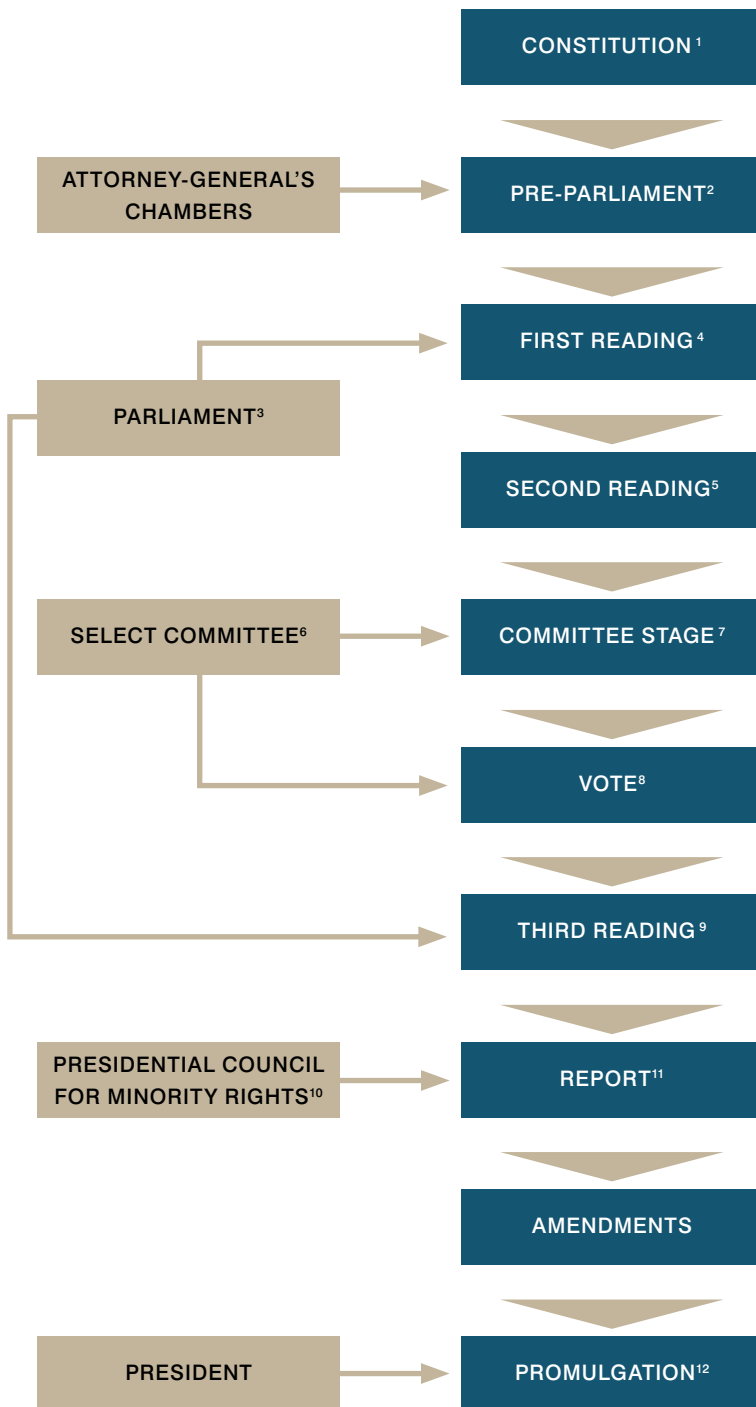 CONSTITUTION ¹
ATTORNEY-GENERAL’S
CHAMBERS
PRE-PARLIAMENT²
FIRST READING ⁴
PARLIAMENT³
SECOND READING⁵
SELECT COMMITTEE⁶
COMMITTEE STAGE ⁷
VOTE⁸
THIRD READING ⁹
PRESIDENTIAL COUNCIL
FOR MINORITY RIGHTS¹⁰
REPORT¹¹
AMENDMENTS
PRESIDENT
PROMULGATION¹²